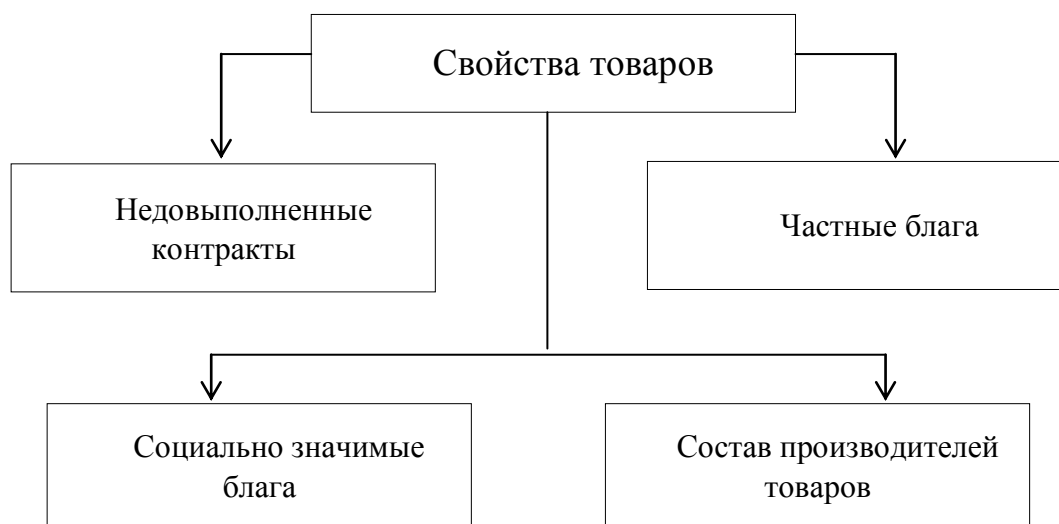 Свойства товаров
Недовыполненные
контракты
Частные блага
Социально значимые
блага
Состав производителей
товаров